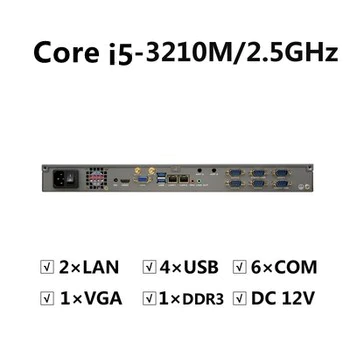 Core i5-3210M/2.5GHz
√ 2×LAN √ 4×USB √ 6×COM
√ 1×VGA √ 1×DDR3 √ DC 12V